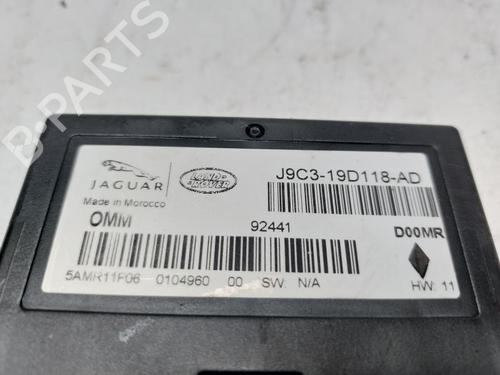 B-PARTS
JAGUAR
LAND ROVER
J9C3-19D118-AD
Made in Morocco
OMM
92441
D00MR
5AMR11F06 0104960 00 SW: N/A
HW: 11